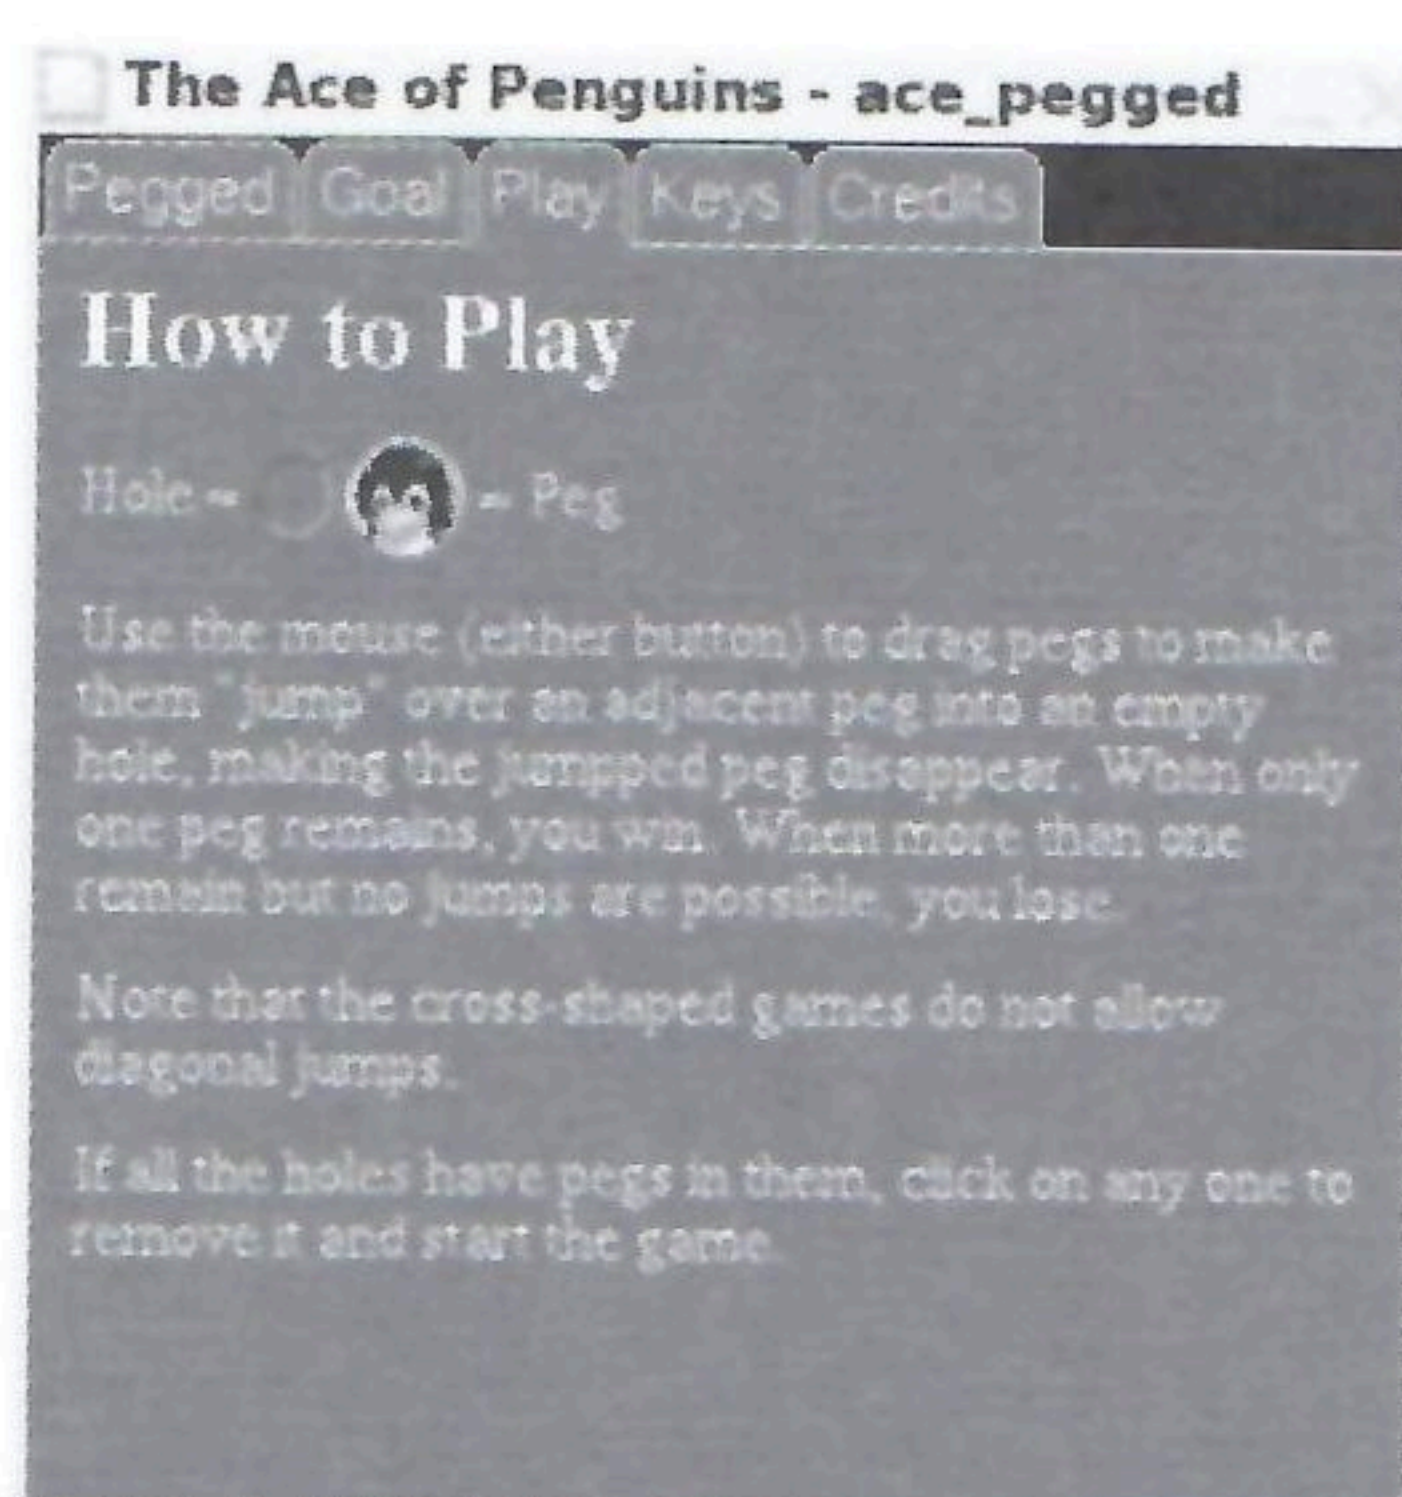 The Ace of Penguins - ace_pegged
Pegged Goal Play Keys Credits
How to Play
Hole = = Peg
Use the mouse (either button) to drag pegs to make
them "jump" over an adjacent peg into an empty
hole, making the jumpped peg disappear. When only
one peg remains, you win. When more than one
remain but no jumps are possible, you lose.
Note that the cross-shaped games do not allow
diagonal jumps.
If all the holes have pegs in them, click on any one to
remove it and start the game.